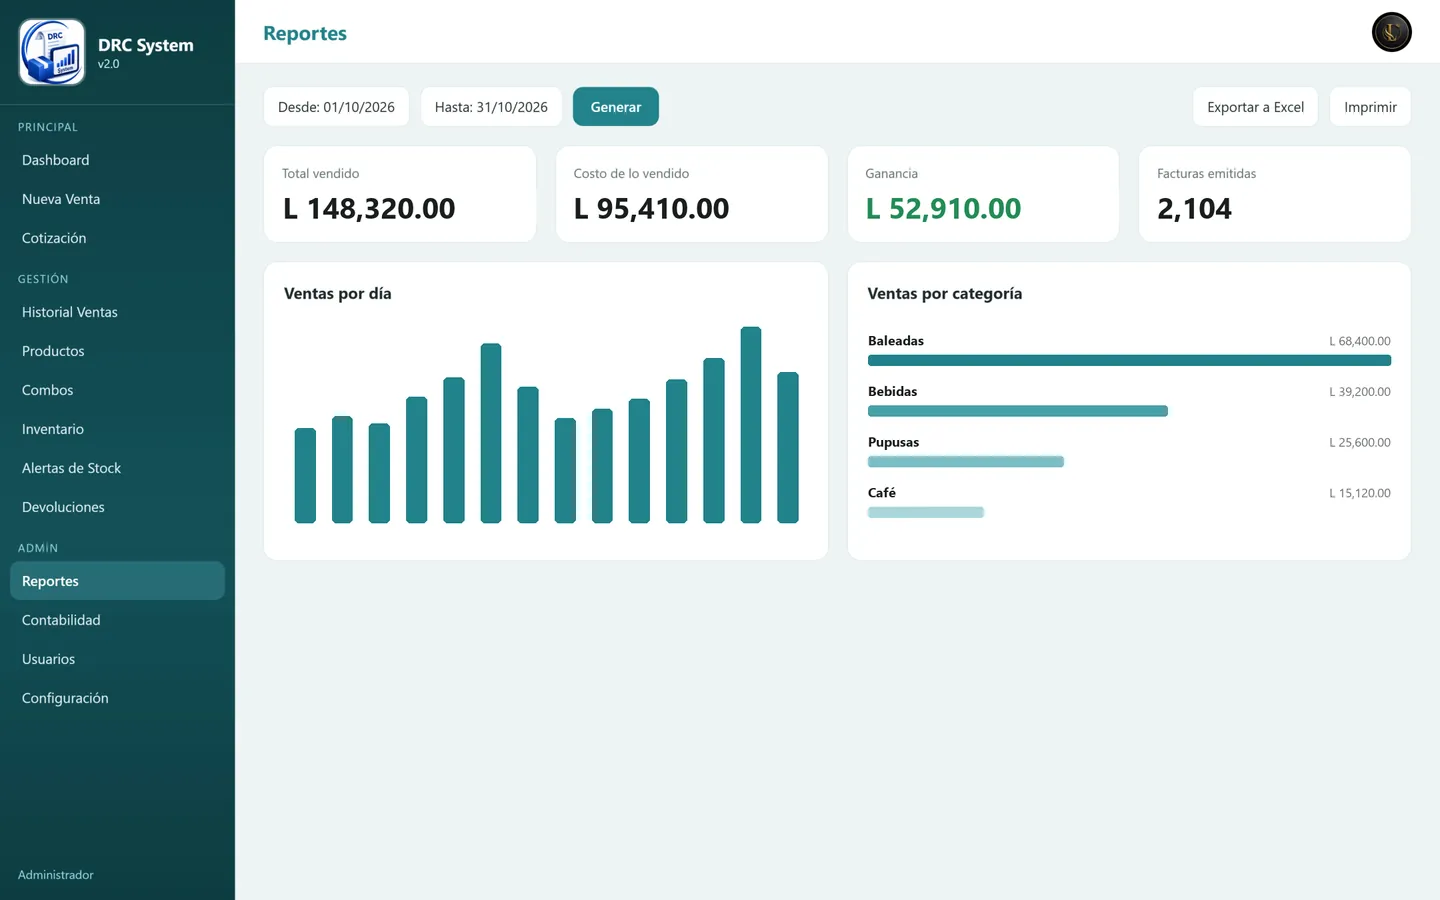 DRC
System
DRC System
v2.0
PRINCIPAL
Dashboard
Nueva Venta
Cotización
GESTIÓN
Historial Ventas
Productos
Combos
Inventario
Alertas de Stock
Devoluciones
ADMIN
Reportes
Contabilidad
Usuarios
Configuración
Administrador
Reportes
Desde: 01/10/2026
Hasta: 31/10/2026
Generar
Exportar a Excel
Imprimir
Total vendido
L 148,320.00
Costo de lo vendido
L 95,410.00
Ganancia
L 52,910.00
Facturas emitidas
2,104
Ventas por día
Ventas por categoría
Baleadas L 68,400.00
Bebidas L 39,200.00
Pupusas L 25,600.00
Café L 15,120.00